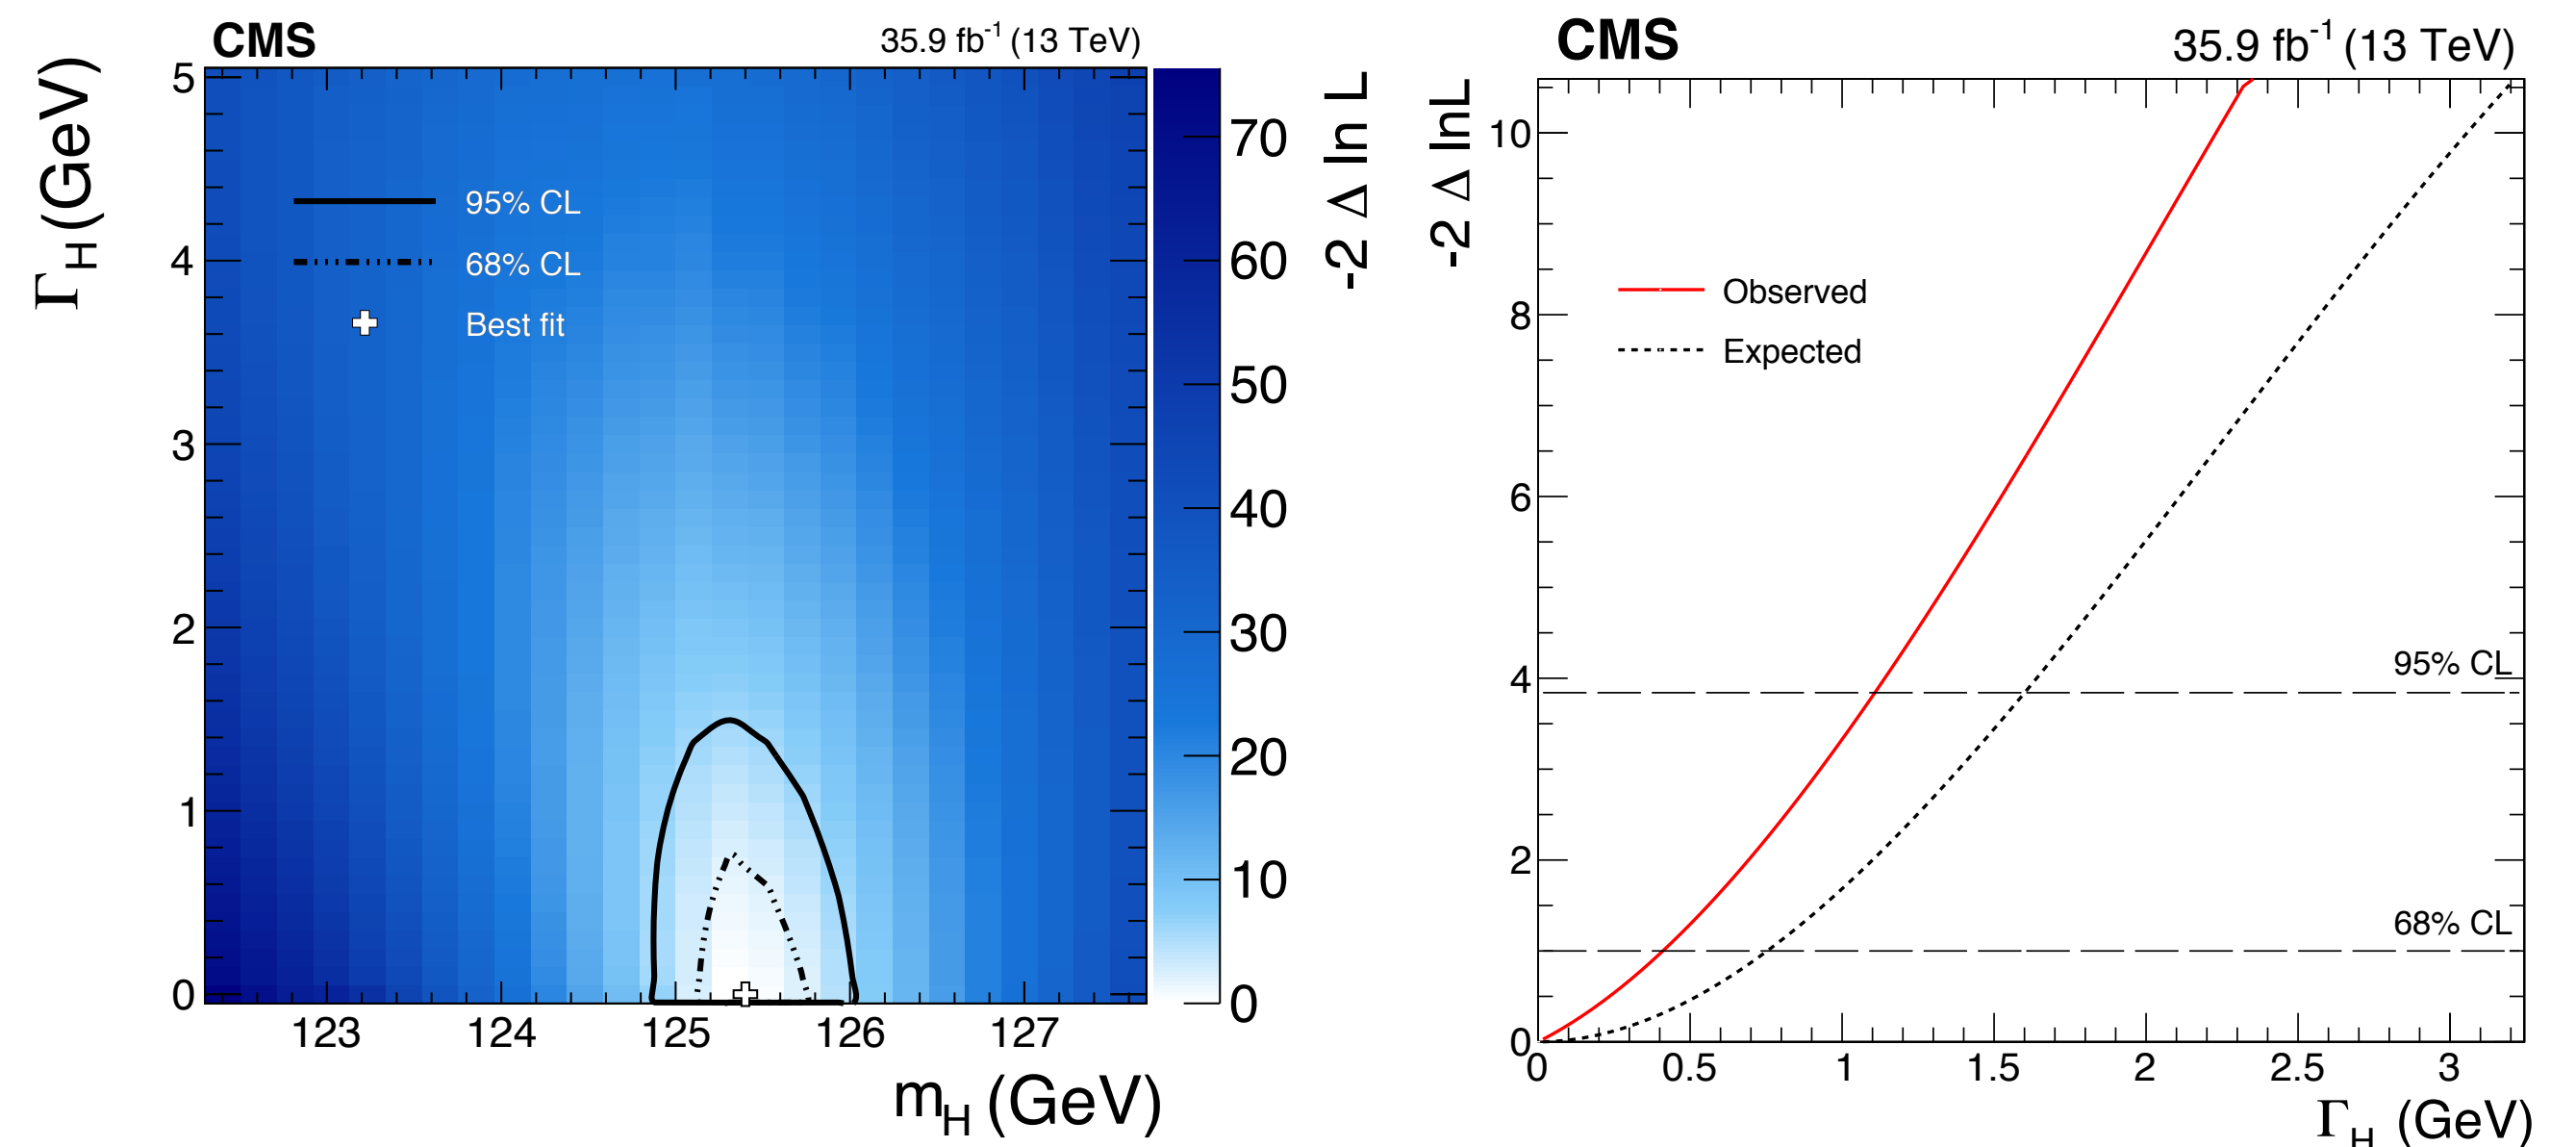 CMS
35.9 fb-1 (13 TeV)
Γ H (GeV)
5
4
3
2
1
0
95% CL
68% CL
Best fit
123
124
125
126
127
mH (GeV)
70
60
50
40
30
20
10
0
-2 Δ ln L
CMS
35.9 fb-1 (13 TeV)
-2 Δ lnL
10
8
6
4
2
0
Observed
Expected
95% CL
68% CL
0
0.5
1
1.5
2
2.5
3
ΓH (GeV)